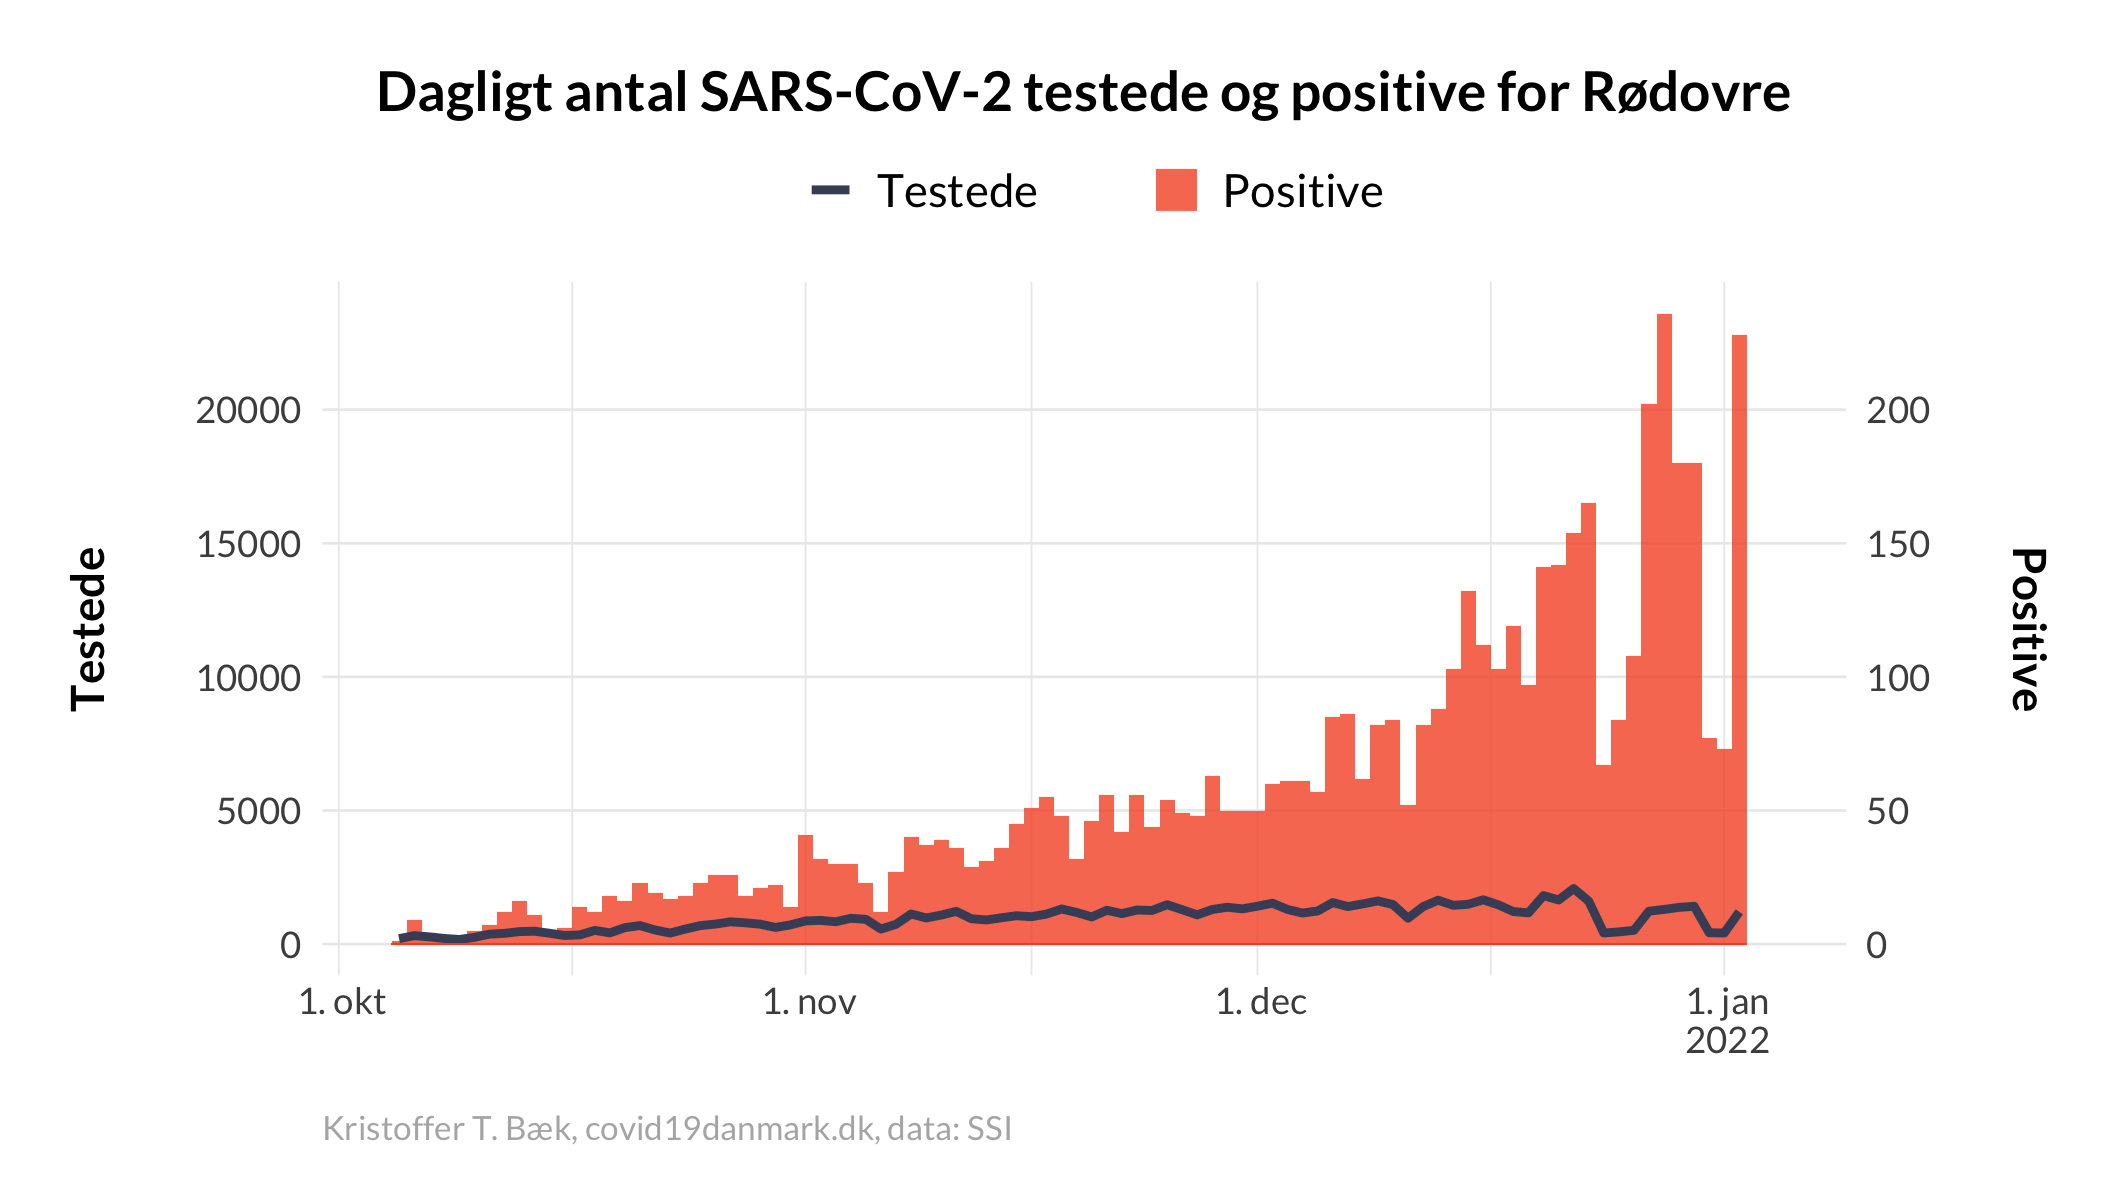 Dagligt antal SARS-CoV-2 testede og positive for Rødovre
Testede
Positive
Testede
20000
15000
10000
5000
0
200
150
100
50
0
Positive
1. okt
1. nov
1. dec
1. jan
2022
Kristoffer T. Bæk, covid19danmark.dk, data: SSI